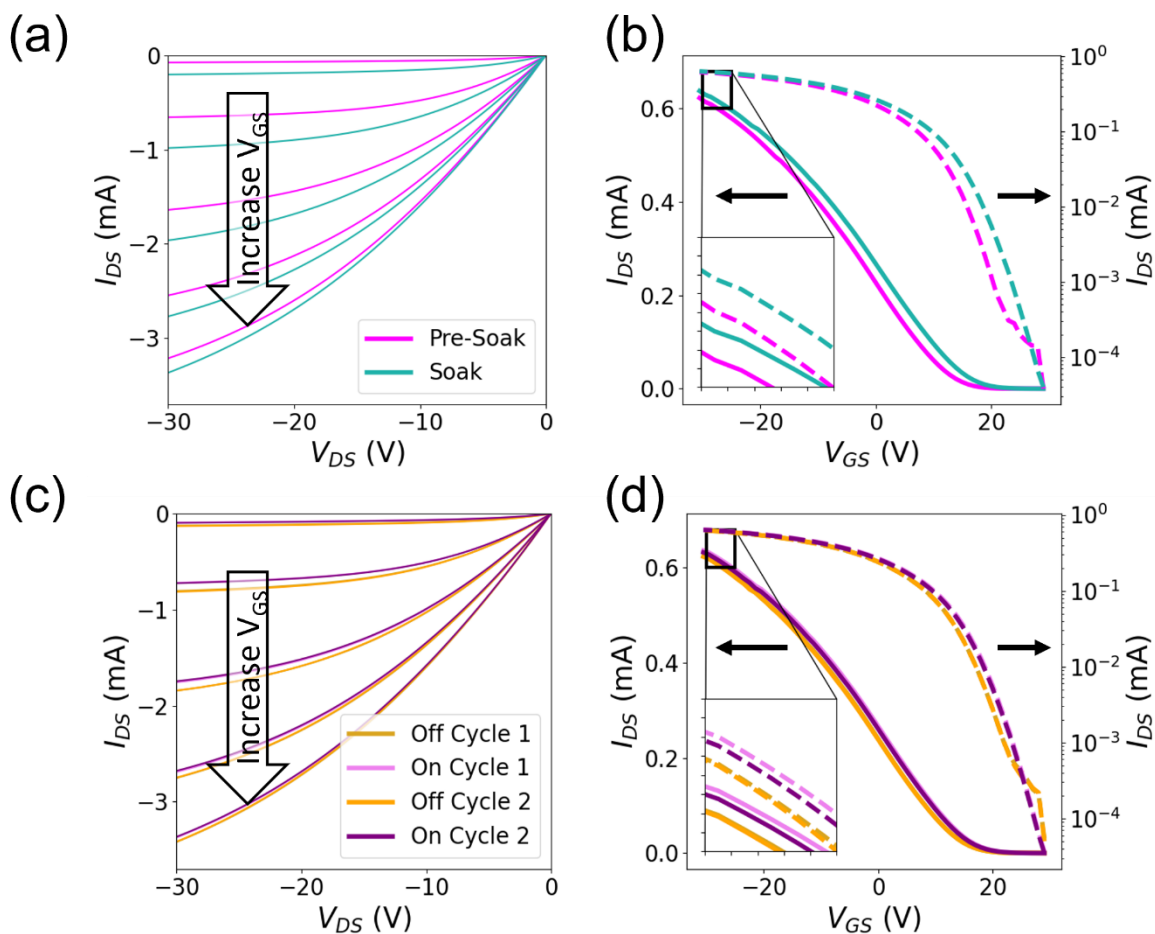 (a)
(b)
0
−1
−2
−3
I_DS (mA)
Increase V_GS
Pre-Soak
Soak
−30
−20
−10
0
V_DS (V)
0.6
0.4
0.2
0.0
I_DS (mA)
10^0
10^−1
10^−2
10^−3
10^−4
I_DS (mA)
−20
0
20
V_GS (V)
(c)
(d)
0
−1
−2
−3
I_DS (mA)
Increase V_GS
Off Cycle 1
On Cycle 1
Off Cycle 2
On Cycle 2
−30
−20
−10
0
V_DS (V)
0.6
0.4
0.2
0.0
I_DS (mA)
10^0
10^−1
10^−2
10^−3
10^−4
I_DS (mA)
−20
0
20
V_GS (V)